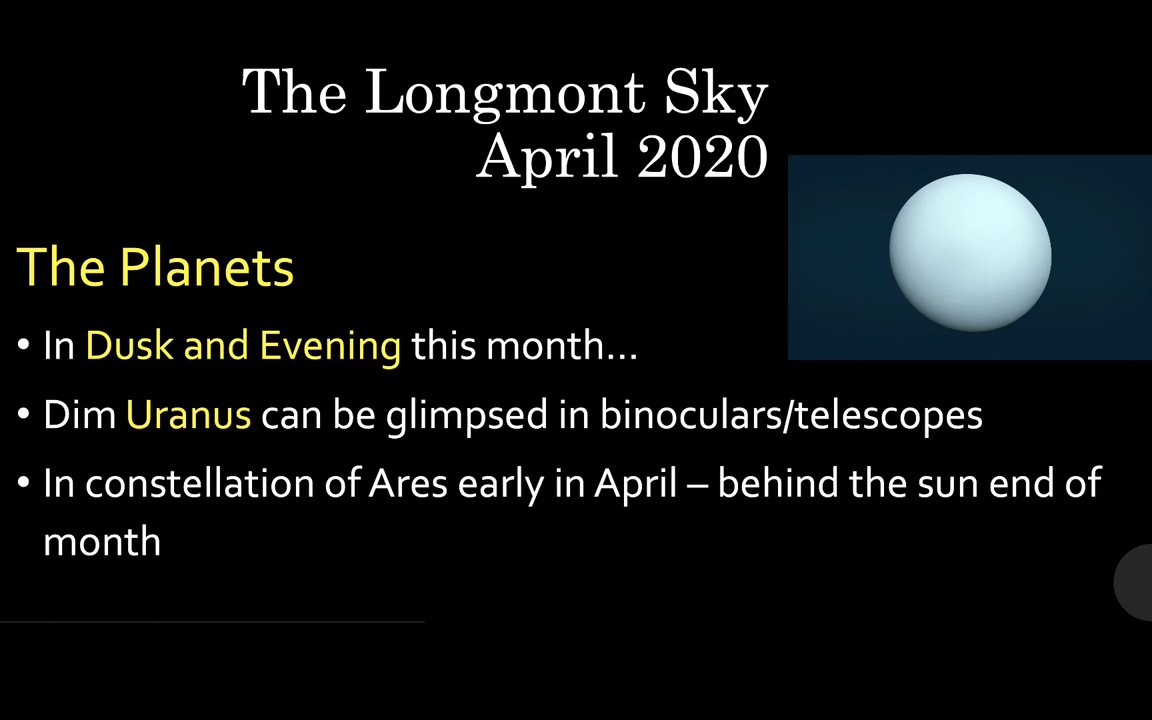 The Longmont Sky
April 2020
The Planets
• In Dusk and Evening this month…
• Dim Uranus can be glimpsed in binoculars/telescopes
• In constellation of Ares early in April – behind the sun end of
month